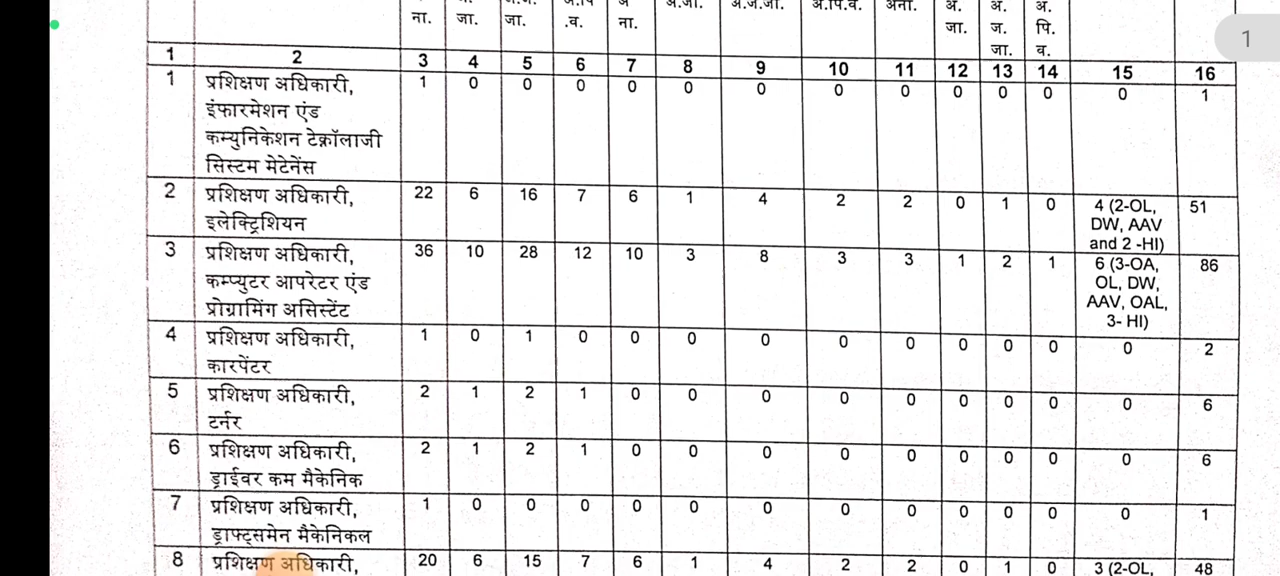 ना. जा. जा. .व. ना. जा. ज. पि.
जा. व.
1 2 3 4 5 6 7 8 9 10 11 12 13 14 15 16
1 प्रशिक्षण अधिकारी, 1 0 0 0 0 0 0 0 0 0 0 0 0 1
इंफारमेशन एंड
कम्युनिकेशन टेक्नॉलाजी
सिस्टम मेटेनेंस
2 प्रशिक्षण अधिकारी, 22 6 16 7 6 1 4 2 2 0 1 0 4 (2-OL, 51
इलेक्ट्रिशियन DW, AAV
and 2 -HI)
3 प्रशिक्षण अधिकारी, 36 10 28 12 10 3 8 3 3 1 2 1 6 (3-OA, 86
कम्प्युटर आपरेटर एंड OL, DW,
प्रोग्रामिंग असिस्टेंट AAV, OAL,
3- HI)
4 प्रशिक्षण अधिकारी, 1 0 1 0 0 0 0 0 0 0 0 0 0 2
कारपेंटर
5 प्रशिक्षण अधिकारी, 2 1 2 1 0 0 0 0 0 0 0 0 0 6
टर्नर
6 प्रशिक्षण अधिकारी, 2 1 2 1 0 0 0 0 0 0 0 0 0 6
ड्राईवर कम मैकेनिक
7 प्रशिक्षण अधिकारी, 1 0 0 0 0 0 0 0 0 0 0 0 0 1
ड्राफ्ट्समेन मैकेनिकल
8 प्रशिक्षण अधिकारी, 20 6 15 7 6 1 4 2 2 0 1 0 3 (2-OL, 48
1